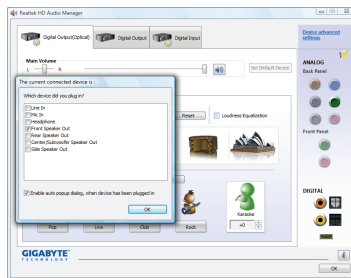 Realtek HD Audio Manager
Digital Output(Optical)
Digital Output
Digital Input
Device advanced settings
Main Volume
L
R
Set Default Device
ANALOG
Back Panel
The current connected device is :
Which device did you plug in?
Line In
Mic In
Headphone
Front Speaker Out
Rear Speaker Out
Center/Subwoofer Speaker Out
Side Speaker Out
Enable auto popup dialog, when device has been plugged in
OK
Reset
Loudness Equalization
Front Panel
Karaoke
+0
Pop
Live
Club
Rock
DIGITAL
GIGABYTE
TECHNOLOGY
OK